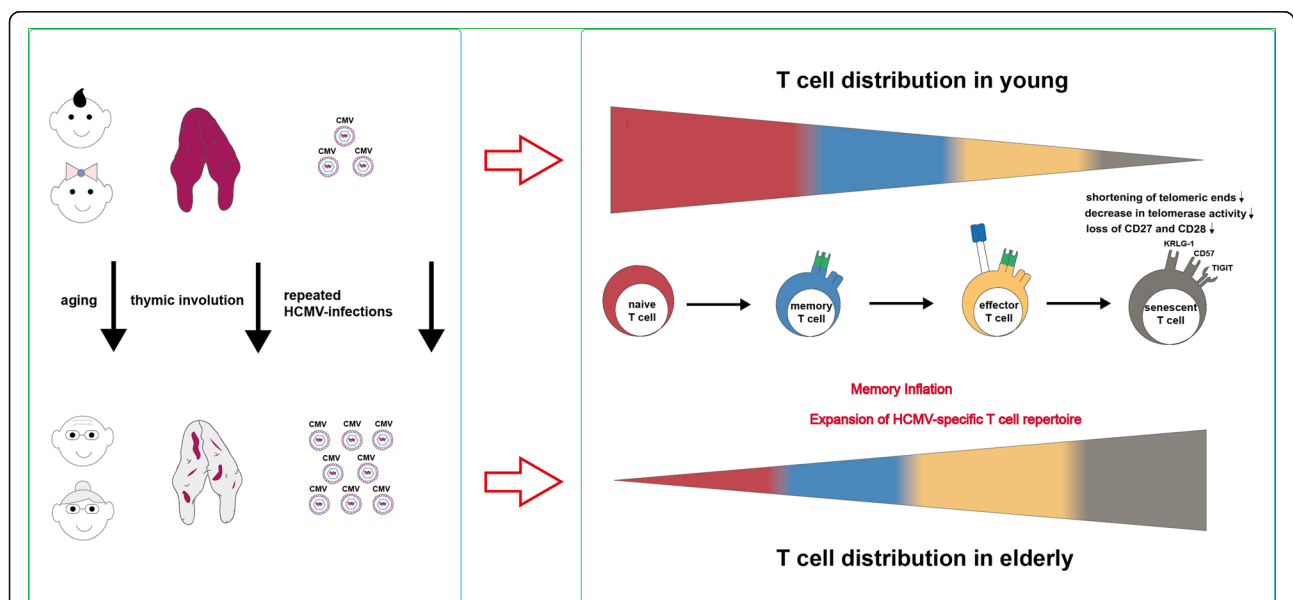 CMV
CMV
CMV
aging
thymic involution
repeated
HCMV-infections
CMV
CMV
CMV
CMV
CMV
CMV
CMV
CMV
T cell distribution in young
shortening of telomeric ends ↓
decrease in telomerase activity ↓
loss of CD27 and CD28 ↓
KRLG-1
CD57
TIGIT
naive
T cell
memory
T cell
effector
T cell
senescent
T cell
Memory Inflation
Expansion of HCMV-specific T cell repertoire
T cell distribution in elderly